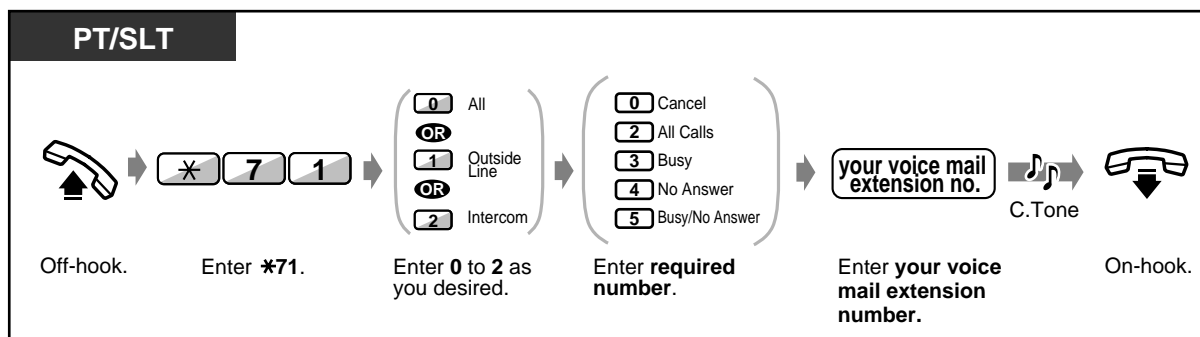 PT/SLT
0 All
OR
1 Outside
Line
OR
2 Intercom
0 Cancel
2 All Calls
3 Busy
4 No Answer
5 Busy/No Answer
* 7 1
your voice mail
extension no.
C.Tone
Off-hook.
Enter *71.
Enter 0 to 2 as
you desired.
Enter required
number.
Enter your voice
mail extension
number.
On-hook.